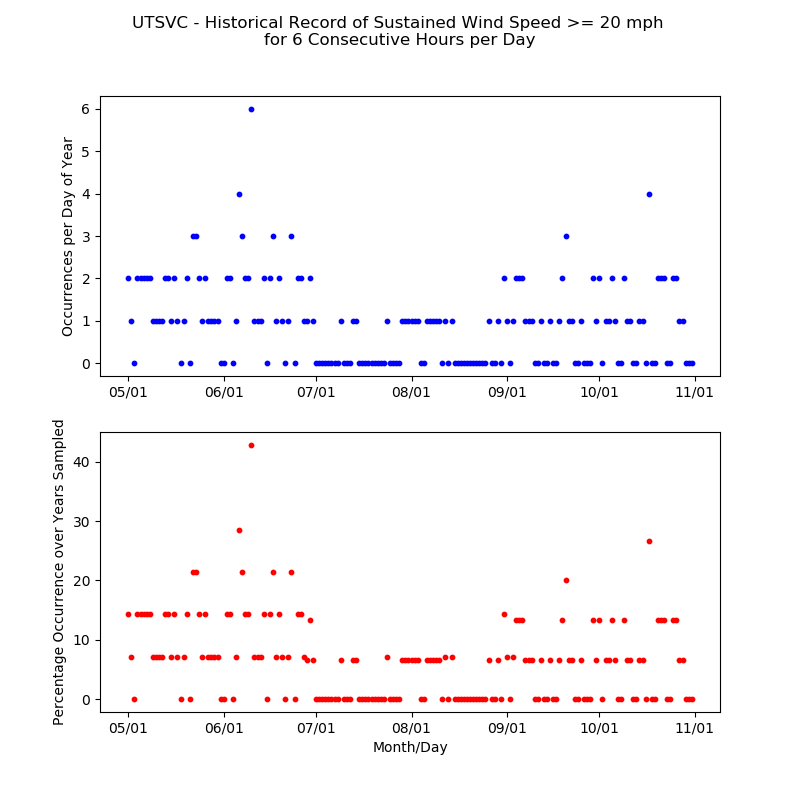 UTSVC - Historical Record of Sustained Wind Speed >= 20 mph
for 6 Consecutive Hours per Day
Occurrences per Day of Year
6
5
4
3
2
1
0
05/01 06/01 07/01 08/01 09/01 10/01 11/01
Percentage Occurrence over Years Sampled
40
30
20
10
0
05/01 06/01 07/01 08/01 09/01 10/01 11/01
Month/Day